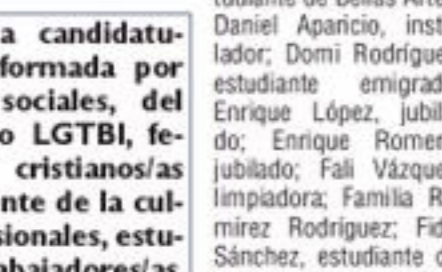 a candidatu-
formada por
sociales, del
o LGTBI, fe-
cristianos/as
nte de la cul-
sionales, estu-
Daniel Aparicio, inst
lador; Domi Rodrígue
estudiante emigrad
Enrique López, jubil
do; Enrique Romer
jubilado; Fali Vázque
limpiadora; Familia R
mírez Rodríguez; Fid
Sánchez, estudiante d